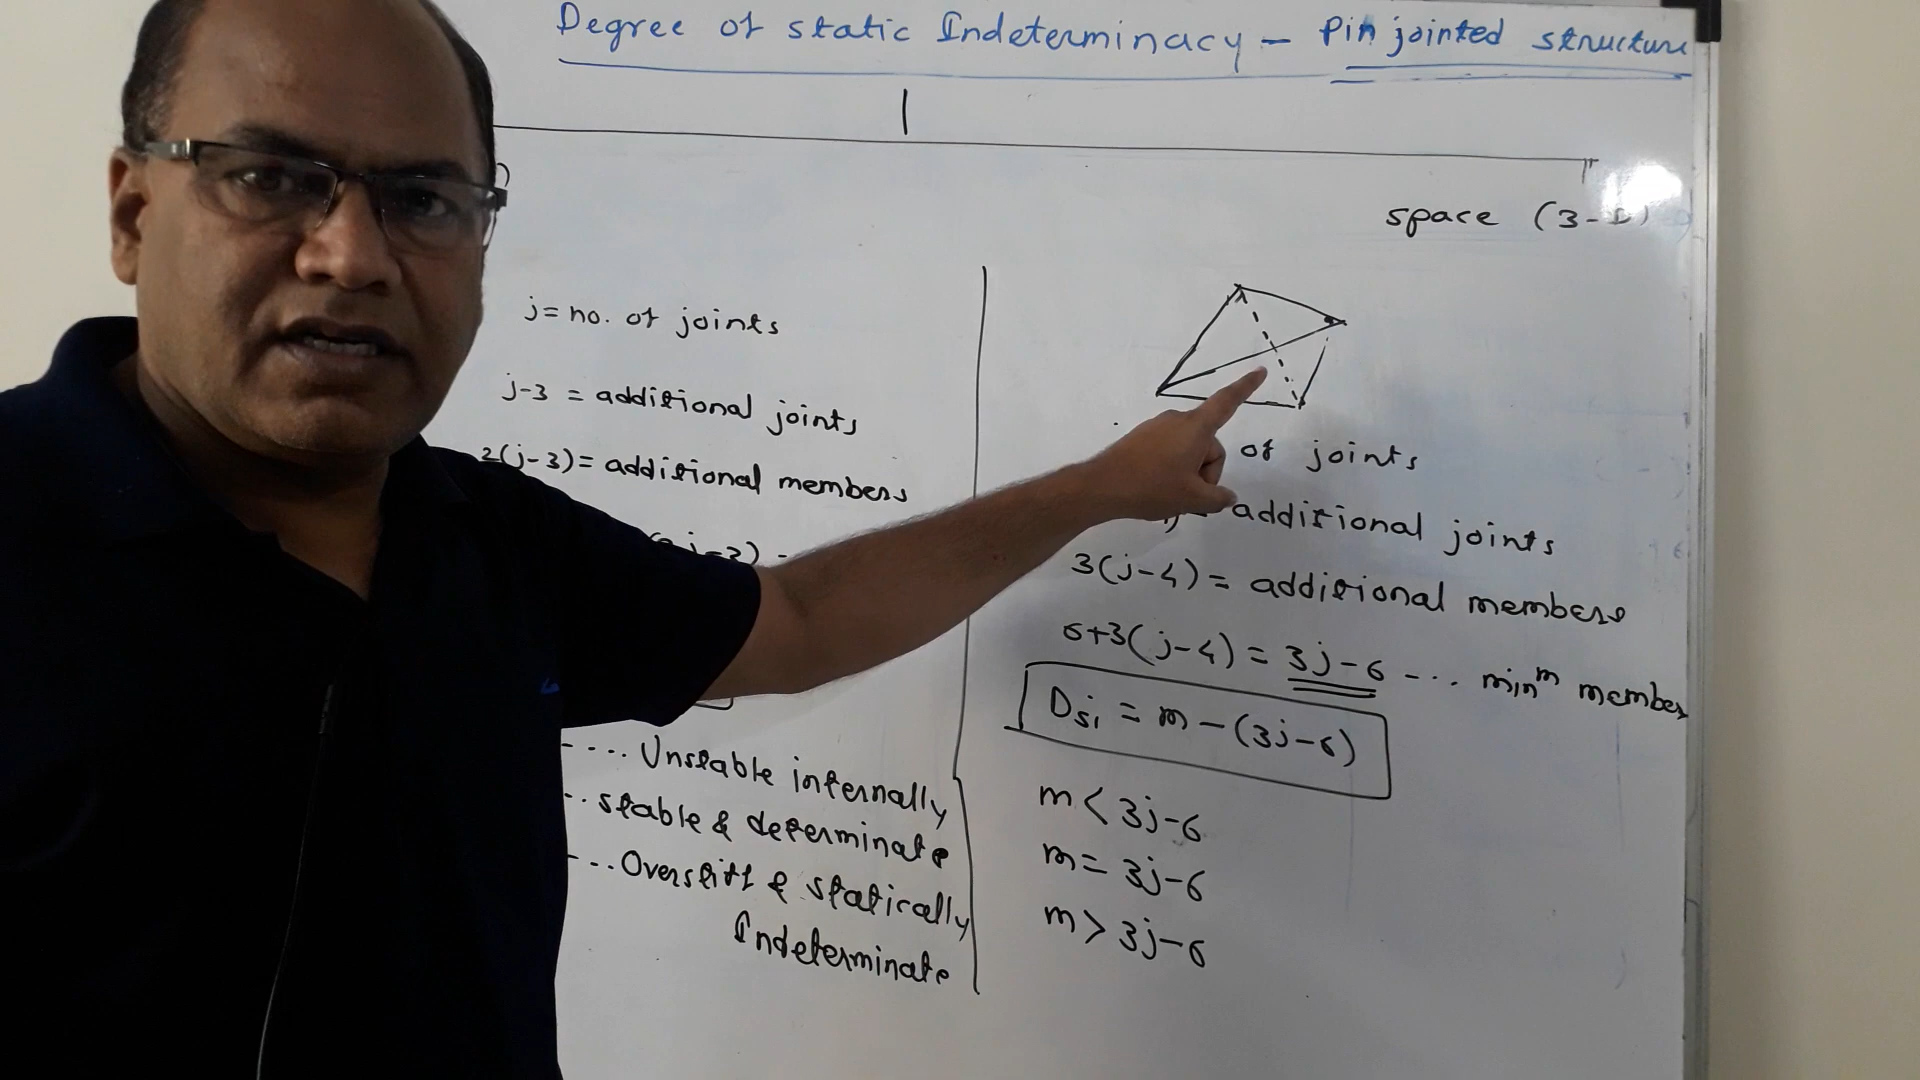 Degree of static Indeterminacy - Pin jointed structure
space (3-D)
j = no. of joints
j-3 = additional joints
2(j-3) = additional members
---- Unstable internally
-- stable & determinate
--- Overstiff & statically
Indeterminate
of joints
additional joints
3(j-4) = additional members
6+3(j-4) = 3j-6 --- minᵐ member
Dsi = m - (3j-6)
m < 3j-6
m = 3j-6
m > 3j-6